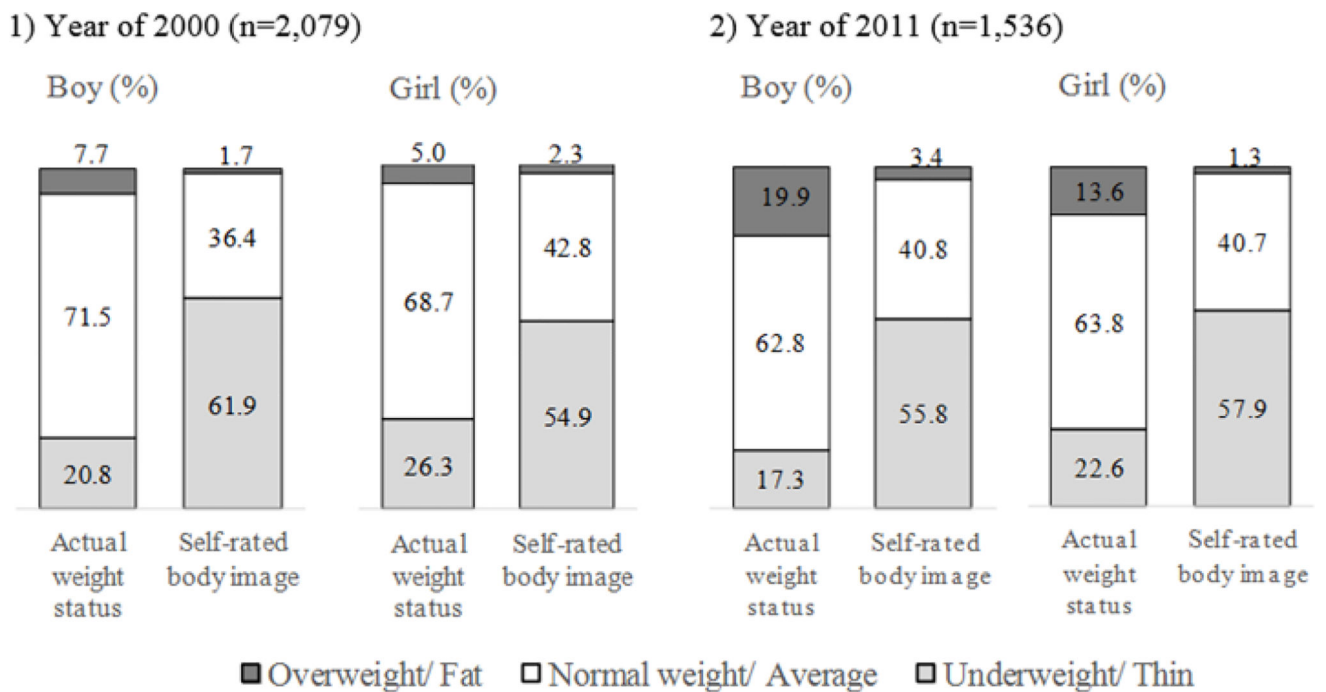 1) Year of 2000 (n=2,079)
2) Year of 2011 (n=1,536)
Boy (%)
Girl (%)
Boy (%)
Girl (%)
7.7
1.7
5.0
2.3
3.4
1.3
19.9
13.6
36.4
42.8
40.8
40.7
71.5
68.7
62.8
63.8
61.9
54.9
55.8
57.9
20.8
26.3
17.3
22.6
Actual
weight
status
Self-rated
body image
Actual
weight
status
Self-rated
body image
Actual
weight
status
Self-rated
body image
Actual
weight
status
Self-rated
body image
Overweight/ Fat
Normal weight/ Average
Underweight/ Thin